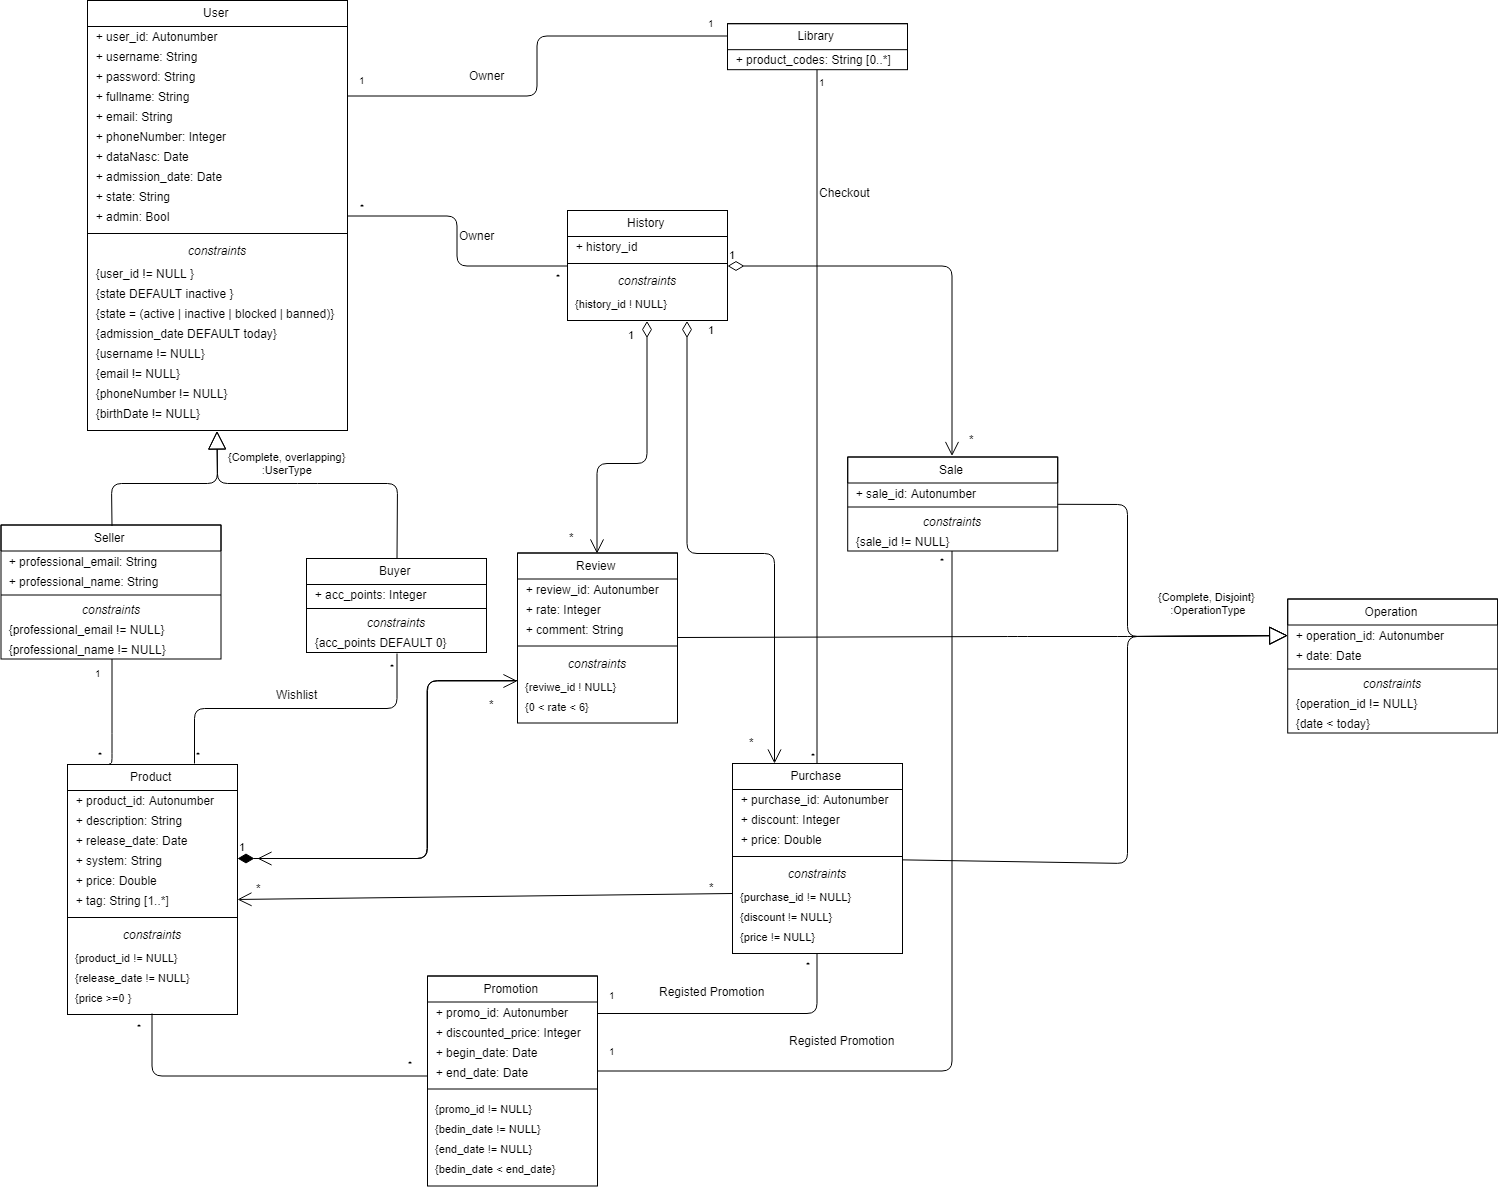 User
+ user_id: Autonumber
+ username: String
+ password: String
+ fullname: String
+ email: String
+ phoneNumber: Integer
+ dataNasc: Date
+ admission_date: Date
+ state: String
+ admin: Bool
constraints
{user_id != NULL }
{state DEFAULT inactive }
{state = (active | inactive | blocked | banned)}
{admission_date DEFAULT today}
{username != NULL}
{email != NULL}
{phoneNumber != NULL}
{birthDate != NULL}
1
Owner
1
Library
+ product_codes: String [0..*]
1
Checkout
*
Owner
*
History
+ history_id
constraints
{history_id ! NULL}
1
1
1
{Complete, overlapping}
:UserType
Seller
+ professional_email: String
+ professional_name: String
constraints
{professional_email != NULL}
{professional_name != NULL}
1
*
Buyer
+ acc_points: Integer
constraints
{acc_points DEFAULT 0}
*
Wishlist
*
*
Review
+ review_id: Autonumber
+ rate: Integer
+ comment: String
constraints
{reviwe_id ! NULL}
{0 < rate < 6}
*
*
Sale
+ sale_id: Autonumber
constraints
{sale_id != NULL}
*
{Complete, Disjoint}
:OperationType
Operation
+ operation_id: Autonumber
+ date: Date
constraints
{operation_id != NULL}
{date < today}
Product
+ product_id: Autonumber
+ description: String
+ release_date: Date
+ system: String
+ price: Double
+ tag: String [1..*]
constraints
{product_id != NULL}
{release_date != NULL}
{price >=0 }
1
*
*
*
*
*
Purchase
+ purchase_id: Autonumber
+ discount: Integer
+ price: Double
constraints
{purchase_id != NULL}
{discount != NULL}
{price != NULL}
*
*
Promotion
+ promo_id: Autonumber
+ discounted_price: Integer
+ begin_date: Date
+ end_date: Date
{promo_id != NULL}
{bedin_date != NULL}
{end_date != NULL}
{bedin_date < end_date}
1
Registed Promotion
1
Registed Promotion